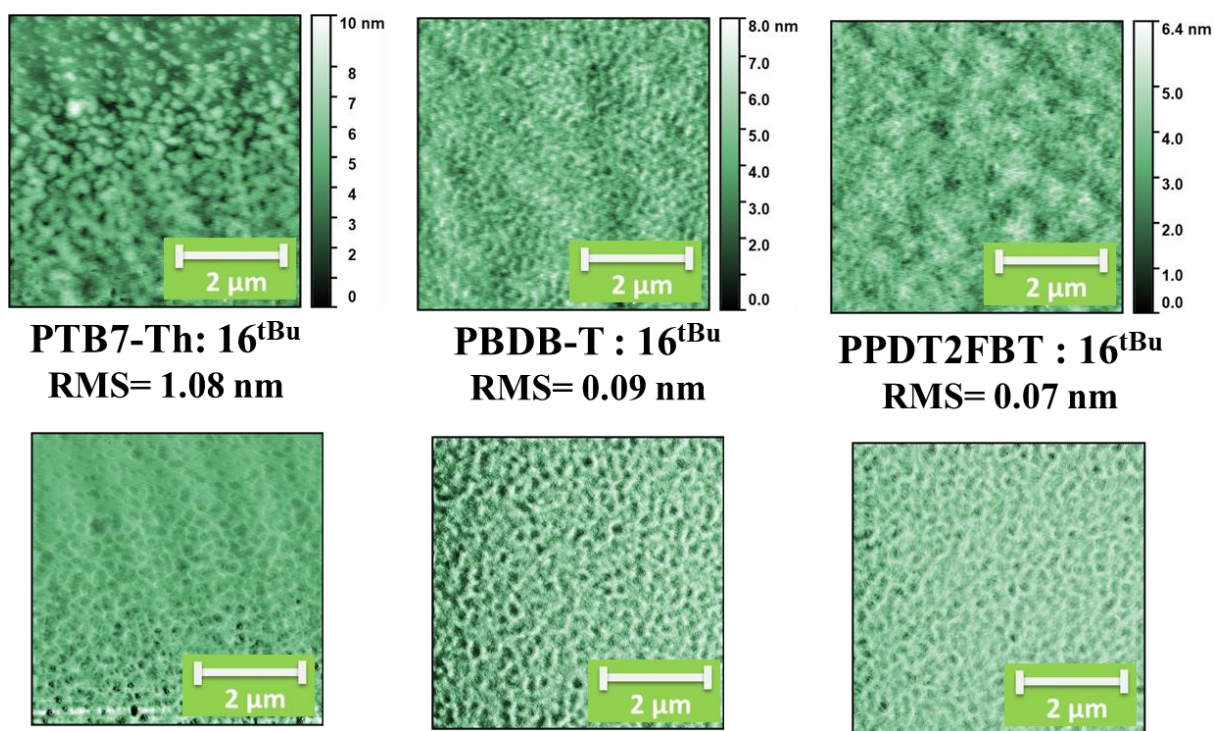 10 nm
8
7
6
5
4
3
2
0
2 μm
8.0 nm
7.0
6.0
5.0
4.0
3.0
2.0
0.0
2 μm
6.4 nm
5.0
4.0
3.0
2.0
1.0
0.0
2 μm
PTB7-Th: 16tBu
RMS= 1.08 nm
PBDB-T : 16tBu
RMS= 0.09 nm
PPDT2FBT : 16tBu
RMS= 0.07 nm
2 μm
2 μm
2 μm